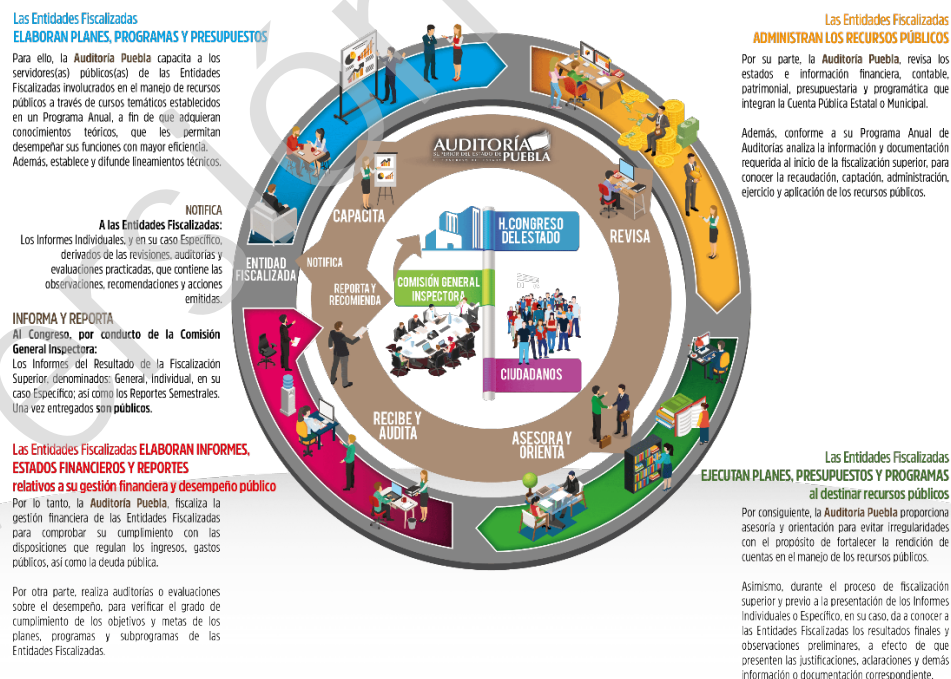 Las Entidades Fiscalizadas
ELABORAN PLANES, PROGRAMAS Y PRESUPUESTOS
Para ello, la Auditoría Puebla capacita a los
servidores(as) públicos(as) de las Entidades
Fiscalizadas involucrados en el manejo de recursos
públicos a través de cursos temáticos establecidos
en un Programa Anual, a fin de que adquieran
conocimientos teóricos, que les permitan
desempeñar sus funciones con mayor eficiencia.
Además, establece y difunde lineamientos técnicos.
NOTIFICA
A las Entidades Fiscalizadas:
Los Informes Individuales, y en su caso Específico,
derivados de las revisiones, auditorías y
evaluaciones practicadas, que contiene las
observaciones, recomendaciones y acciones
emitidas.
INFORMA Y REPORTA
Al Congreso, por conducto de la Comisión
General Inspectora:
Los Informes del Resultado de la Fiscalización
Superior, denominados: General, individual, en su
caso Específico; así como los Reportes Semestrales.
Una vez entregados son públicos.
Las Entidades Fiscalizadas ELABORAN INFORMES,
ESTADOS FINANCIEROS Y REPORTES
relativos a su gestión financiera y desempeño público
Por lo tanto, la Auditoría Puebla, fiscaliza la
gestión financiera de las Entidades Fiscalizadas
para comprobar su cumplimiento con las
disposiciones que regulan los ingresos, gastos
públicos, así como la deuda pública.
Por otra parte, realiza auditorías o evaluaciones
sobre el desempeño, para verificar el grado de
cumplimiento de los objetivos y metas de los
planes, programas y subprogramas de las
Entidades Fiscalizadas.
AUDITORÍA
SUPERIOR DEL ESTADO DE PUEBLA
CAPACITA
REVISA
H. CONGRESO
DEL ESTADO
ENTIDAD
FISCALIZADA
NOTIFICA
REPORTA Y
RECOMIENDA
COMISIÓN GENERAL
INSPECTORA
CIUDADANOS
RECIBE Y
AUDITA
ASESORA Y
ORIENTA
Las Entidades Fiscalizadas
ADMINISTRAN LOS RECURSOS PÚBLICOS
Por su parte, la Auditoría Puebla, revisa los
estados e información financiera, contable,
patrimonial, presupuestaria y programática que
integran la Cuenta Pública Estatal o Municipal.
Además, conforme a su Programa Anual de
Auditorías analiza la información y documentación
requerida al inicio de la fiscalización superior, para
conocer la recaudación, captación, administración,
ejercicio y aplicación de los recursos públicos.
Las Entidades Fiscalizadas
EJECUTAN PLANES, PRESUPUESTOS Y PROGRAMAS
al destinar recursos públicos
Por consiguiente, la Auditoría Puebla proporciona
asesoría y orientación para evitar irregularidades
con el propósito de fortalecer la rendición de
cuentas en el manejo de los recursos públicos.
Asimismo, durante el proceso de fiscalización
superior y previo a la presentación de los Informes
Individuales o Específico, en su caso, da a conocer a
las Entidades Fiscalizadas los resultados finales y
observaciones preliminares, a efecto de que
presenten las justificaciones, aclaraciones y demás
información o documentación correspondiente.